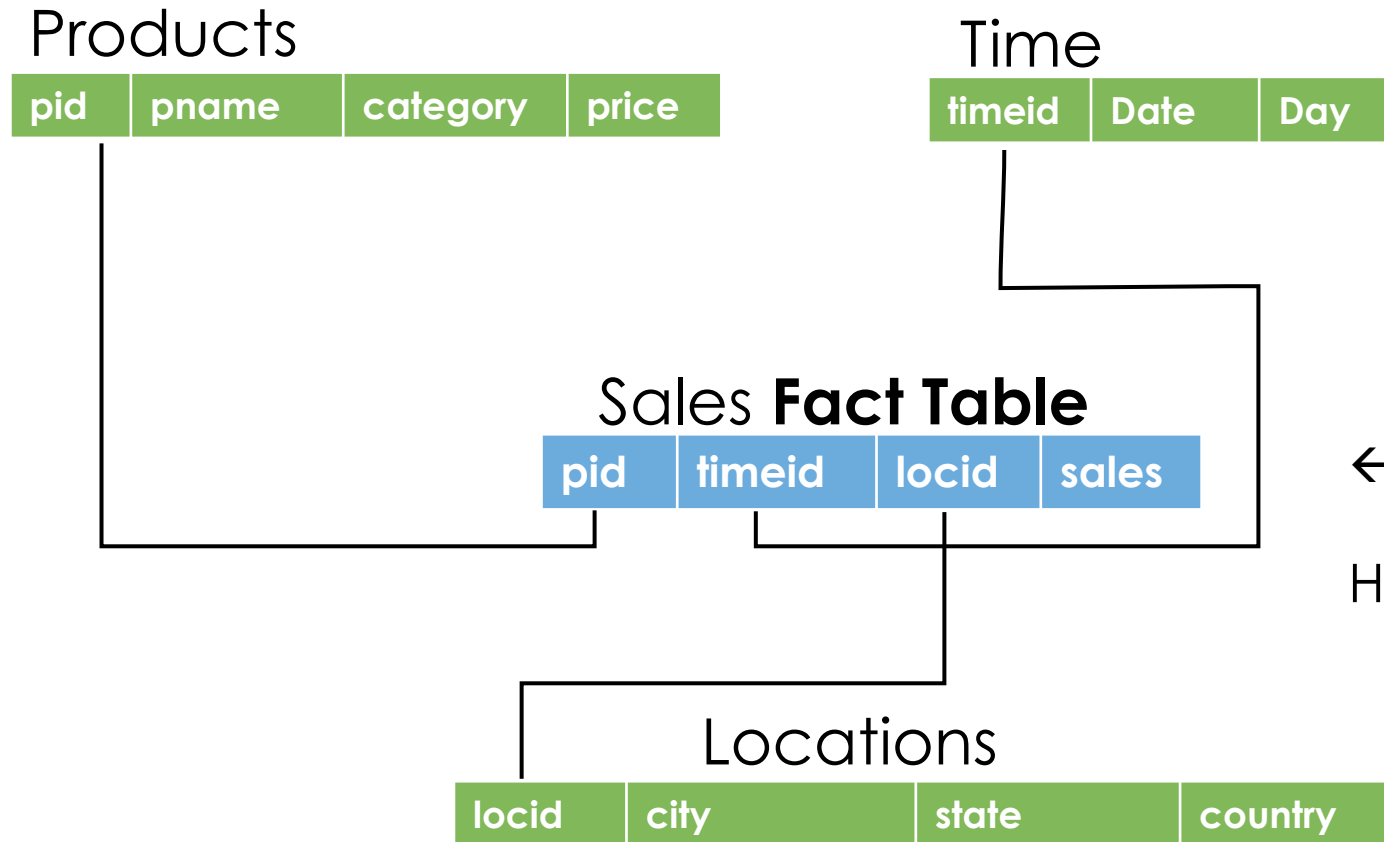 Products
pid pname category price
Time
timeid Date Day
Sales Fact Table
pid timeid locid sales
←
H
Locations
locid city state country